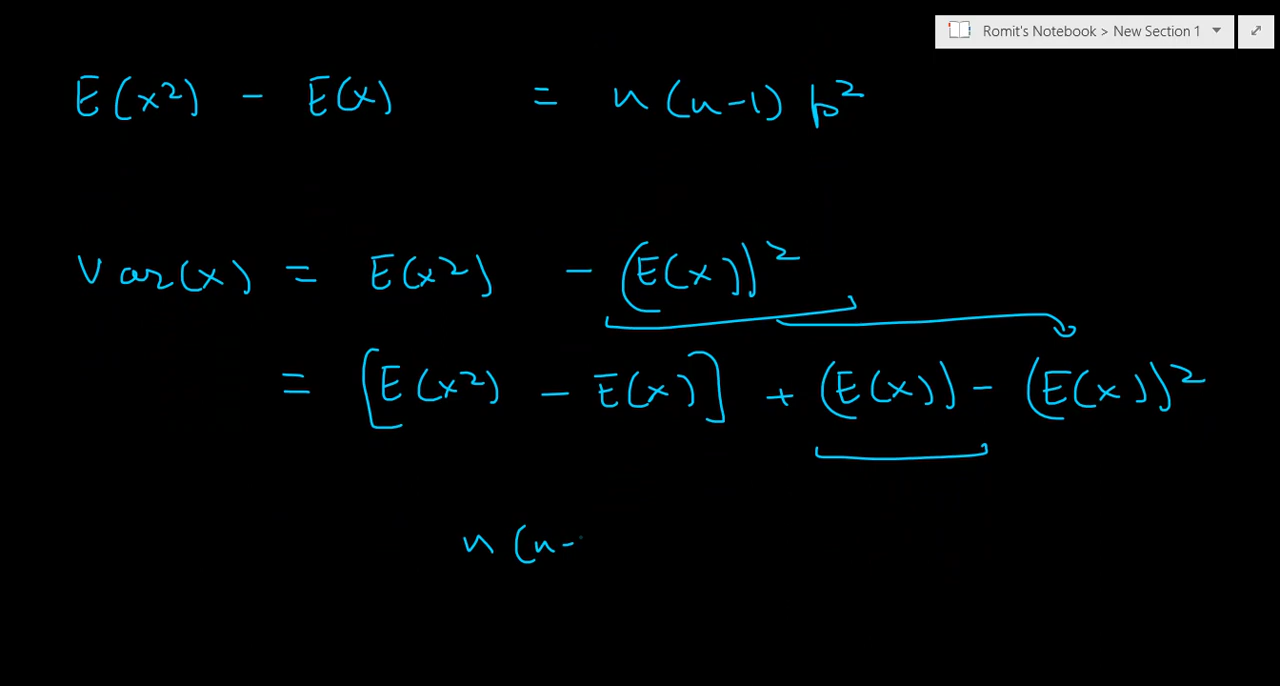 Romit's Notebook > New Section 1
E(x²) - E(x) = n(n-1) p²
Var(x) = E(x²) - (E(x))²
= [E(x²) - E(x)] + (E(x)) - (E(x))²
n(n-